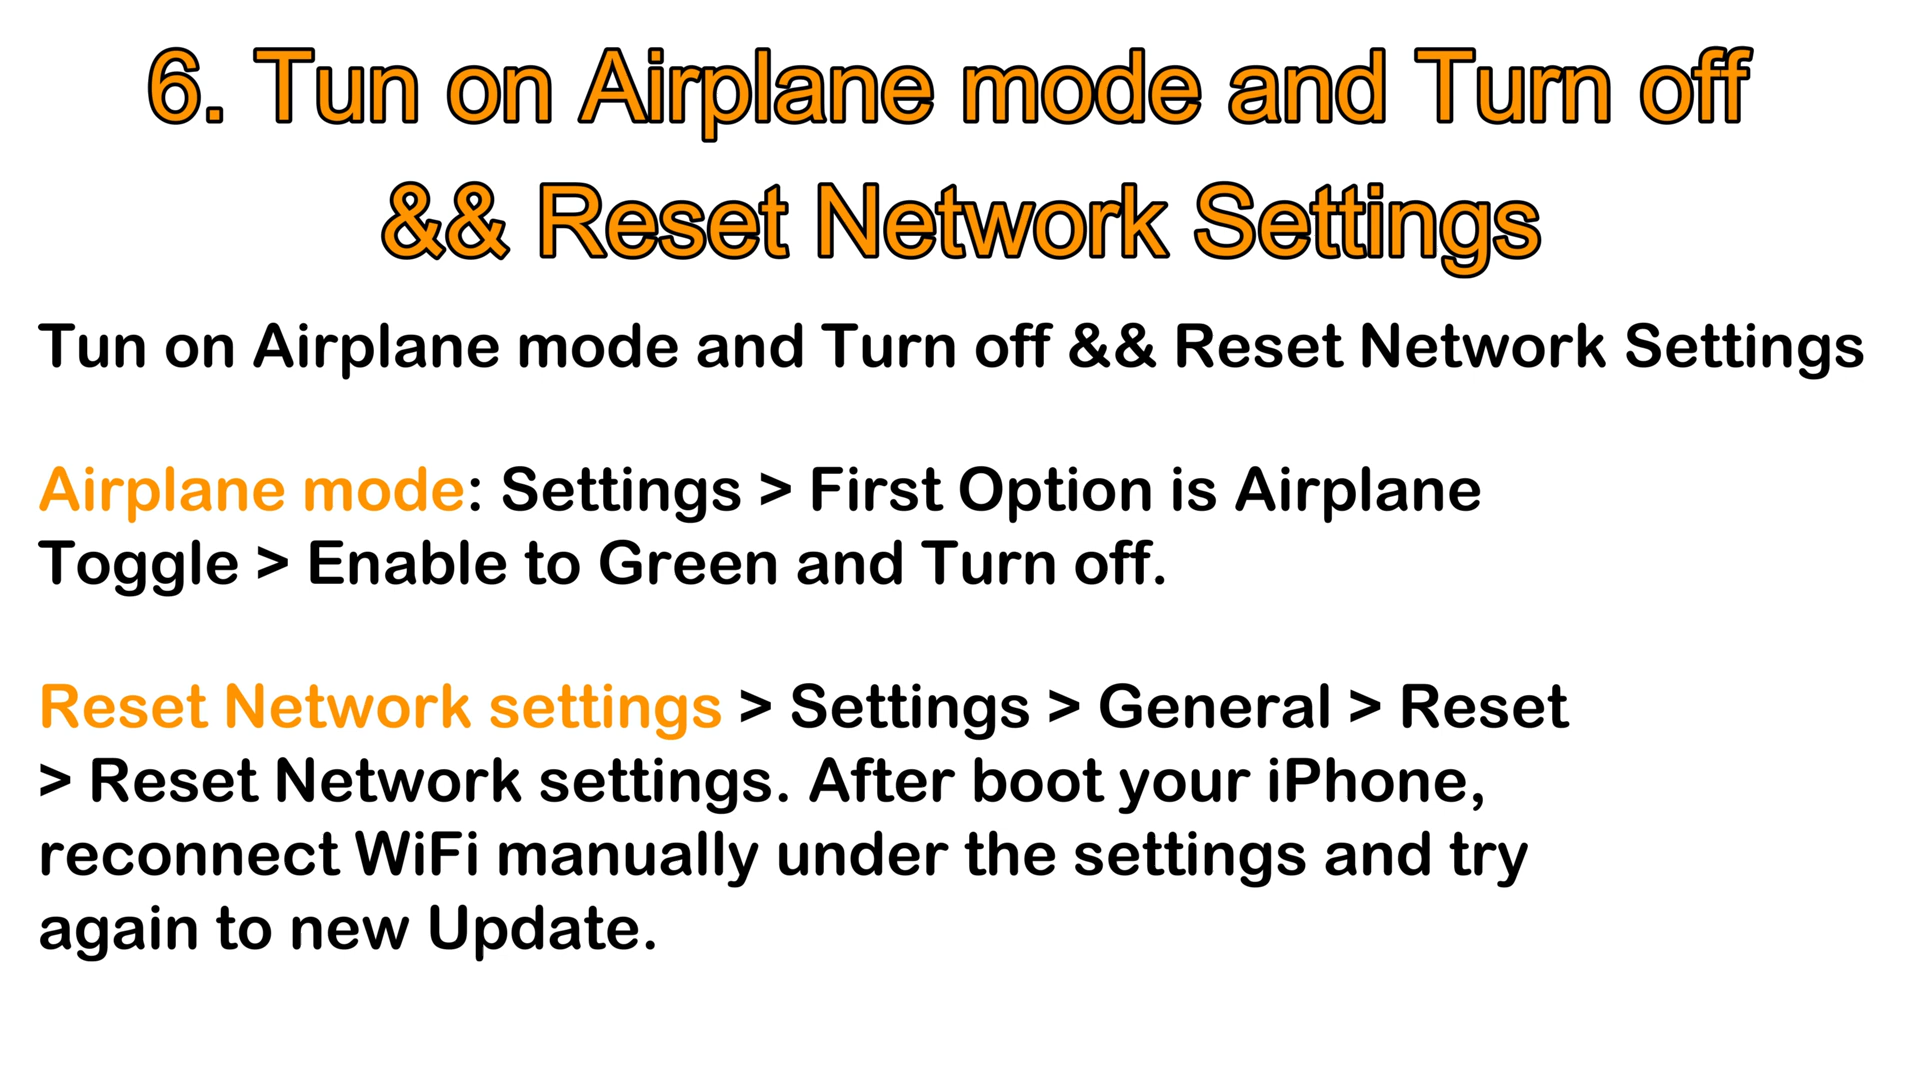 6. Tun on Airplane mode and Turn off
&& Reset Network Settings
Tun on Airplane mode and Turn off && Reset Network Settings
Airplane mode: Settings > First Option is Airplane
Toggle > Enable to Green and Turn off.
Reset Network settings > Settings > General > Reset
> Reset Network settings. After boot your iPhone,
reconnect WiFi manually under the settings and try
again to new Update.